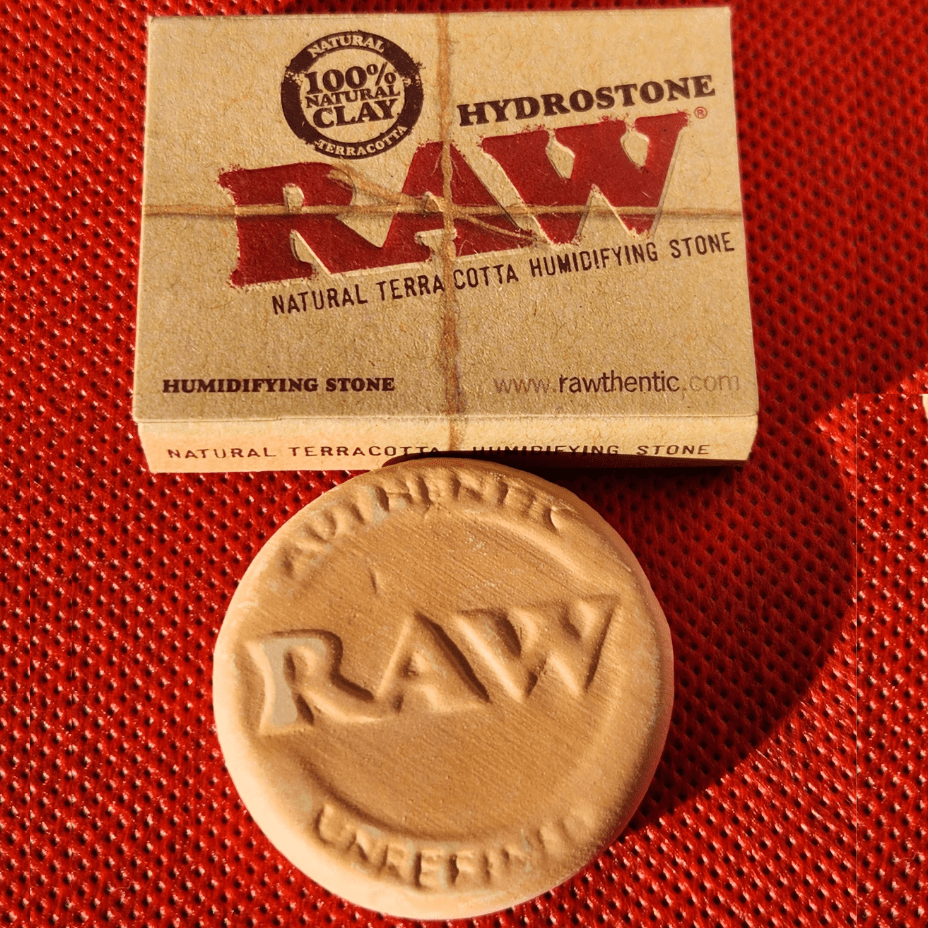 NATURAL
100%
NATURAL
CLAY
TERRACOTTA
HYDROSTONE
RAW®
NATURAL TERRA COTTA HUMIDIFYING STONE
HUMIDIFYING STONE
www.rawthentic.com
NATURAL TERRACOTTA HUMIDIFYING STONE
AUTHENTIC
RAW
UNREFINED